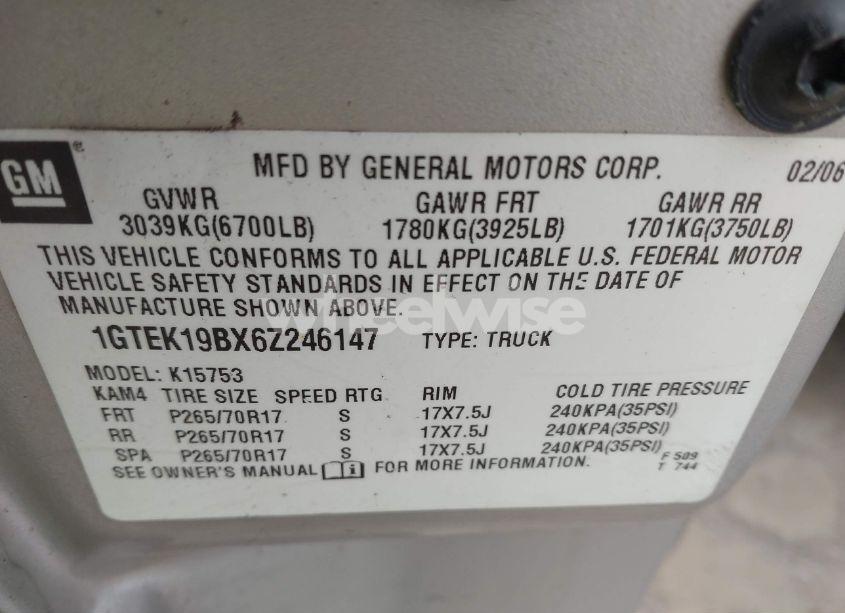 GM ®
MFD BY GENERAL MOTORS CORP. 02/06
GVWR GAWR FRT GAWR RR
3039KG(6700LB) 1780KG(3925LB) 1701KG(3750LB)
THIS VEHICLE CONFORMS TO ALL APPLICABLE U.S. FEDERAL MOTOR
VEHICLE SAFETY STANDARDS IN EFFECT ON THE DATE OF
MANUFACTURE SHOWN ABOVE.
wheelwise
1GTEK19BX6Z246147 TYPE: TRUCK
MODEL: K15753
KAM4 TIRE SIZE SPEED RTG RIM COLD TIRE PRESSURE
FRT P265/70R17 S 17X7.5J 240KPA(35PSI)
RR P265/70R17 S 17X7.5J 240KPA(35PSI)
SPA P265/70R17 S 17X7.5J 240KPA(35PSI)
SEE OWNER'S MANUAL FOR MORE INFORMATION.
F 509
T 744